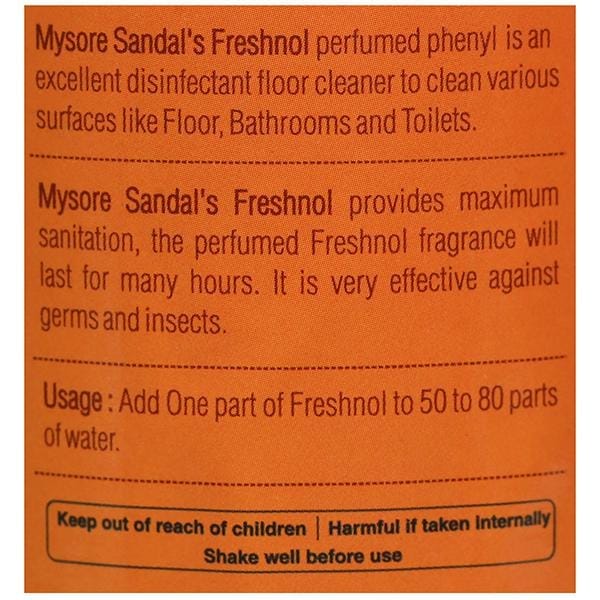 Mysore Sandal's Freshnol perfumed phenyl is an
excellent disinfectant floor cleaner to clean various
surfaces like Floor, Bathrooms and Toilets.
Mysore Sandal's Freshnol provides maximum
sanitation, the perfumed Freshnol fragrance will
last for many hours. It is very effective against
germs and insects.
Usage : Add One part of Freshnol to 50 to 80 parts
of water.
Keep out of reach of children | Harmful if taken Internally
Shake well before use